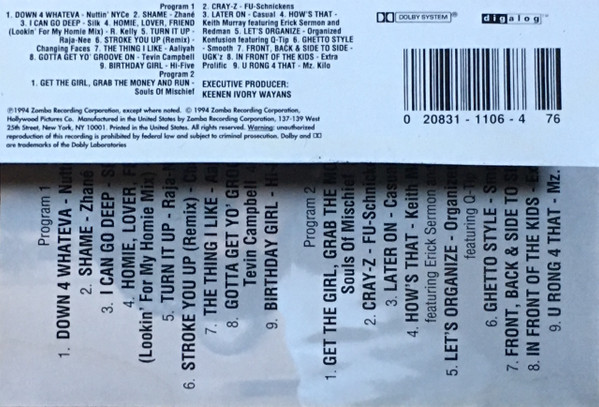 Program 1
1. DOWN 4 WHATEVA - Nuttin' NYCe 2. SHAME - Zhané
3. I CAN GO DEEP - Silk 4. HOMIE, LOVER, FRIEND
(Lookin' For My Homie Mix) - R. Kelly 5. TURN IT UP -
Raja-Nee 6. STROKE YOU UP (Remix) -
Changing Faces 7. THE THING I LIKE - Aaliyah
8. GOTTA GET YO' GROOVE ON - Tevin Campbell
9. BIRTHDAY GIRL - Hi-Five
Program 2
1. GET THE GIRL, GRAB THE MONEY AND RUN -
Souls Of Mischief
2. CRAY-Z - FU-Schnickens
3. LATER ON - Casual 4. HOW'S THAT -
Keith Murray featuring Erick Sermon and
Redman 5. LET'S ORGANIZE - Organized
Konfusion featuring Q-Tip 6. GHETTO STYLE
- Smooth 7. FRONT, BACK & SIDE TO SIDE -
UGK'z 8. IN FRONT OF THE KIDS - Extra
Prolific 9. U RONG 4 THAT - Mz. Kilo
EXECUTIVE PRODUCER:
KEENEN IVORY WAYANS
DOLBY SYSTEM®
digalog™
0 20831-1106-4 76
℗1994 Zomba Recording Corporation, except where noted. © 1994 Zomba Recording Corporation,
Hollywood Pictures Co. Manufactured in the United States by Zomba Recording Corporation, 137-139 West
25th Street, New York, NY 10001. Printed in the United States. All rights reserved. Warning: unauthorized
reproduction of this recording is prohibited by federal law and subject to criminal prosecution. Dolby and
are trademarks of the Dolby Laboratories
Program 1
1. DOWN 4 WHATEVA - Nutt
2. SHAME - Zhané
3. I CAN GO DEEP - S
4. HOMIE, LOVER, F
(Lookin' For My Homie Mix)
5. TURN IT UP - Raja-N
6. STROKE YOU UP (Remix) - C
7. THE THING I LIKE - Aa
8. GOTTA GET YO' GRO
Tevin Campbell
9. BIRTHDAY GIRL - Hi-
Program 2
1. GET THE GIRL, GRAB THE M
Souls Of Mischief
2. CRAY-Z - FU-Schnick
3. LATER ON - Casu
4. HOW'S THAT - Keith M
featuring Erick Sermon an
5. LET'S ORGANIZE - Organize
featuring Q-Tip
6. GHETTO STYLE - Sm
7. FRONT, BACK & SIDE TO S
8. IN FRONT OF THE KIDS - E
9. U RONG 4 THAT - Mz.